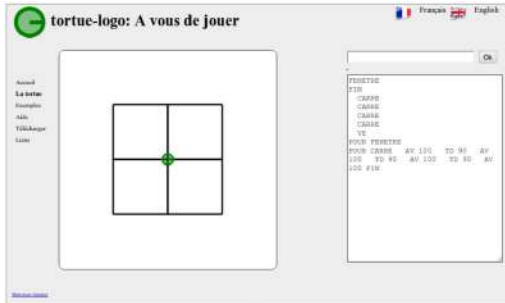 tortue-logo: A vous de jouer
Français
English
Accueil
La tortue
Exemples
Aide
Télécharger
Liens
Ok
FENETRE
FIN
CARRE
CARRE
CARRE
CARRE
VE
POUR FENETRE
POUR CARRE AV 100 TD 90 AV
100 TD 90 AV 100 TD 90 AV
100 FIN